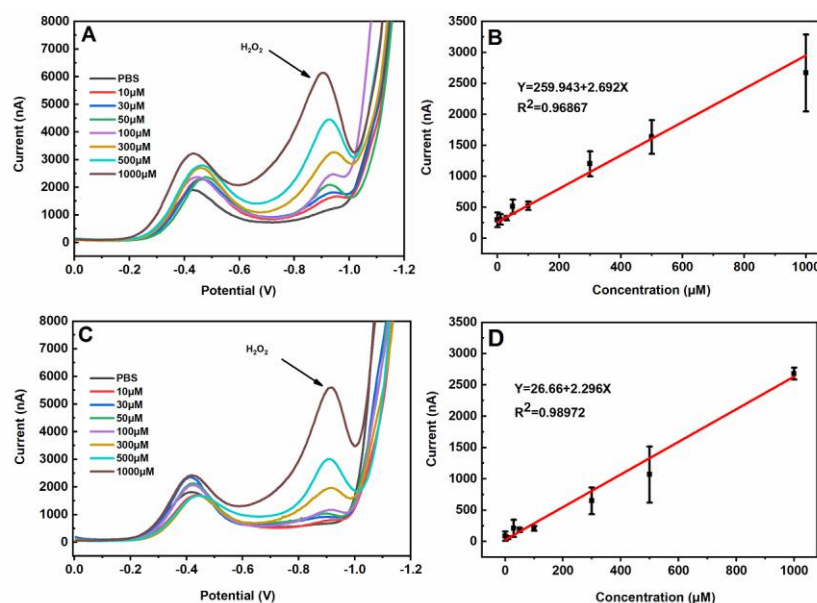 A
H2O2
PBS
10μM
30μM
50μM
100μM
300μM
500μM
1000μM
Current (nA)
8000
7000
6000
5000
4000
3000
2000
1000
0
0.0 -0.2 -0.4 -0.6 -0.8 -1.0 -1.2
Potential (V)
B
Y=259.943+2.692X
R2=0.96867
Current (nA)
3500
3000
2500
2000
1500
1000
500
0
0 200 400 600 800 1000
Concentration (μM)
C
H2O2
PBS
10μM
30μM
50μM
100μM
300μM
500μM
1000μM
Current (nA)
8000
7000
6000
5000
4000
3000
2000
1000
0
0.0 -0.2 -0.4 -0.6 -0.8 -1.0 -1.2
Potential (V)
D
Y=26.66+2.296X
R2=0.98972
Current (nA)
3500
3000
2500
2000
1500
1000
500
0
0 200 400 600 800 1000
Concentration (μM)